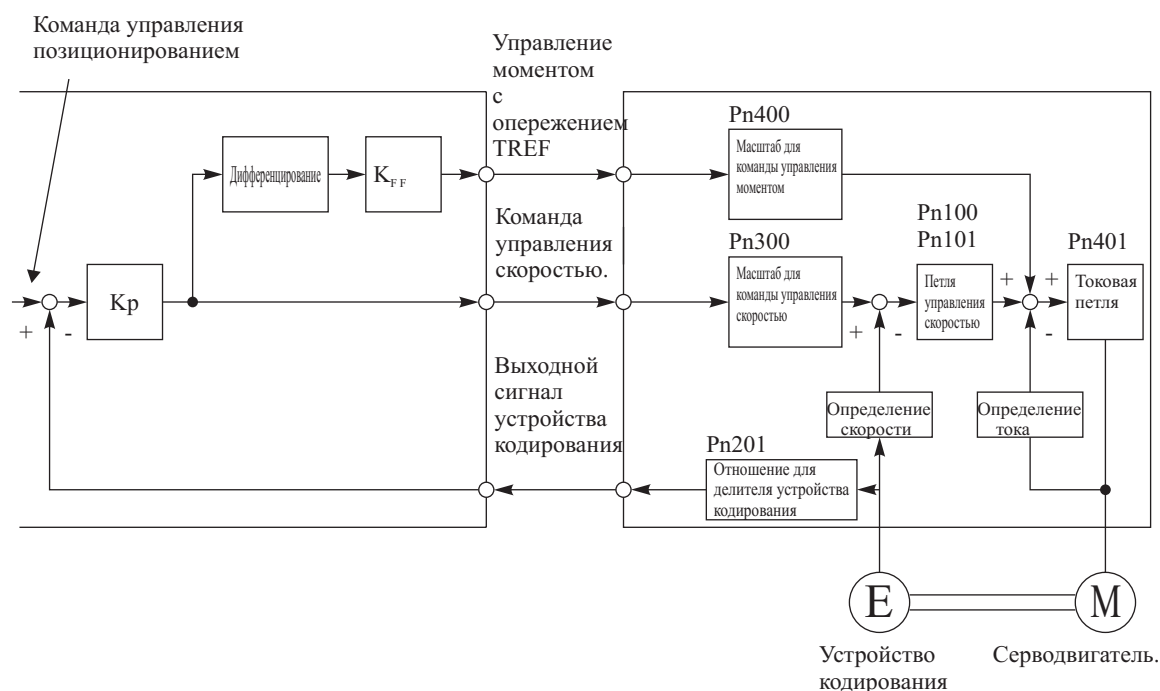 Команда управления
позиционированием
Управление
моментом
с
опережением
TREF
Pn400
Масштаб для
команды управления
моментом
Дифференцирование
K F F
Команда
управления
скоростью.
Pn300
Масштаб для
команды управления
скоростью
Pn100
Pn101
Петля
управления
скоростью
Pn401
Токовая
петля
Kp
+
-
+
-
+
+
-
Выходной
сигнал
устройства
кодирования
Определение
скорости
Определение
тока
Pn201
Отношение для
делителя устройства
кодирования
E
M
Устройство
кодирования
Серводвигатель.